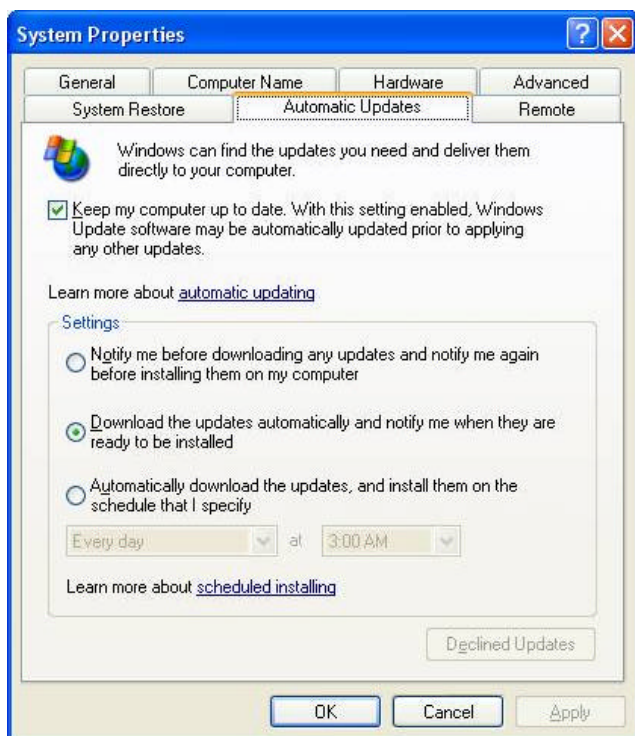 System Properties
?
General Computer Name Hardware Advanced
System Restore Automatic Updates Remote
Windows can find the updates you need and deliver them
directly to your computer.
Keep my computer up to date. With this setting enabled, Windows
Update software may be automatically updated prior to applying
any other updates.
Learn more about automatic updating
Settings
Notify me before downloading any updates and notify me again
before installing them on my computer
Download the updates automatically and notify me when they are
ready to be installed
Automatically download the updates, and install them on the
schedule that I specify
Every day at 3:00 AM
Learn more about scheduled installing
Declined Updates
OK Cancel Apply